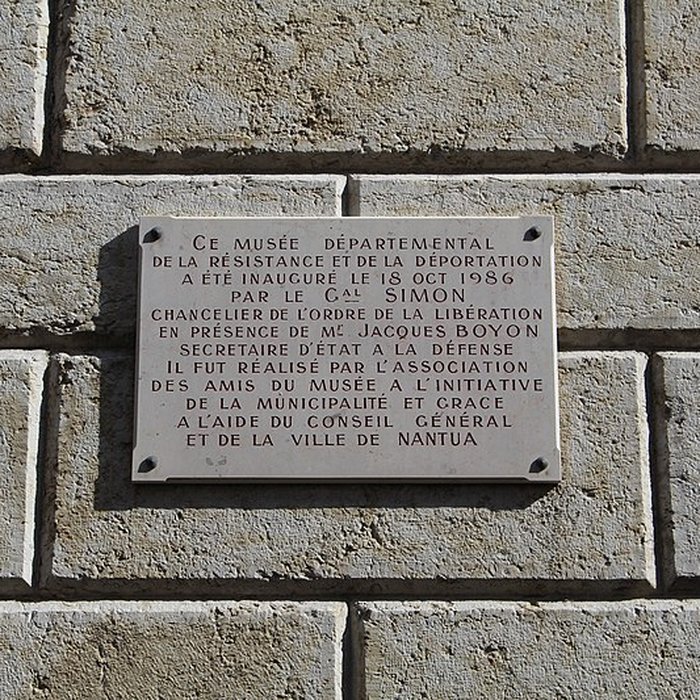 CE MUSÉE DÉPARTEMENTAL
DE LA RÉSISTANCE ET DE LA DÉPORTATION
A ÉTÉ INAUGURÉ LE 18 OCT 1986
PAR LE GAL SIMON
CHANCELIER DE L'ORDRE DE LA LIBÉRATION
EN PRÉSENCE DE MR JACQUES BOYON
SECRETAIRE D'ÉTAT A LA DÉFENSE
IL FUT RÉALISÉ PAR L'ASSOCIATION
DES AMIS DU MUSÉE A L'INITIATIVE
DE LA MUNICIPALITÉ ET GRACE
A L'AIDE DU CONSEIL GÉNÉRAL
ET DE LA VILLE DE NANTUA